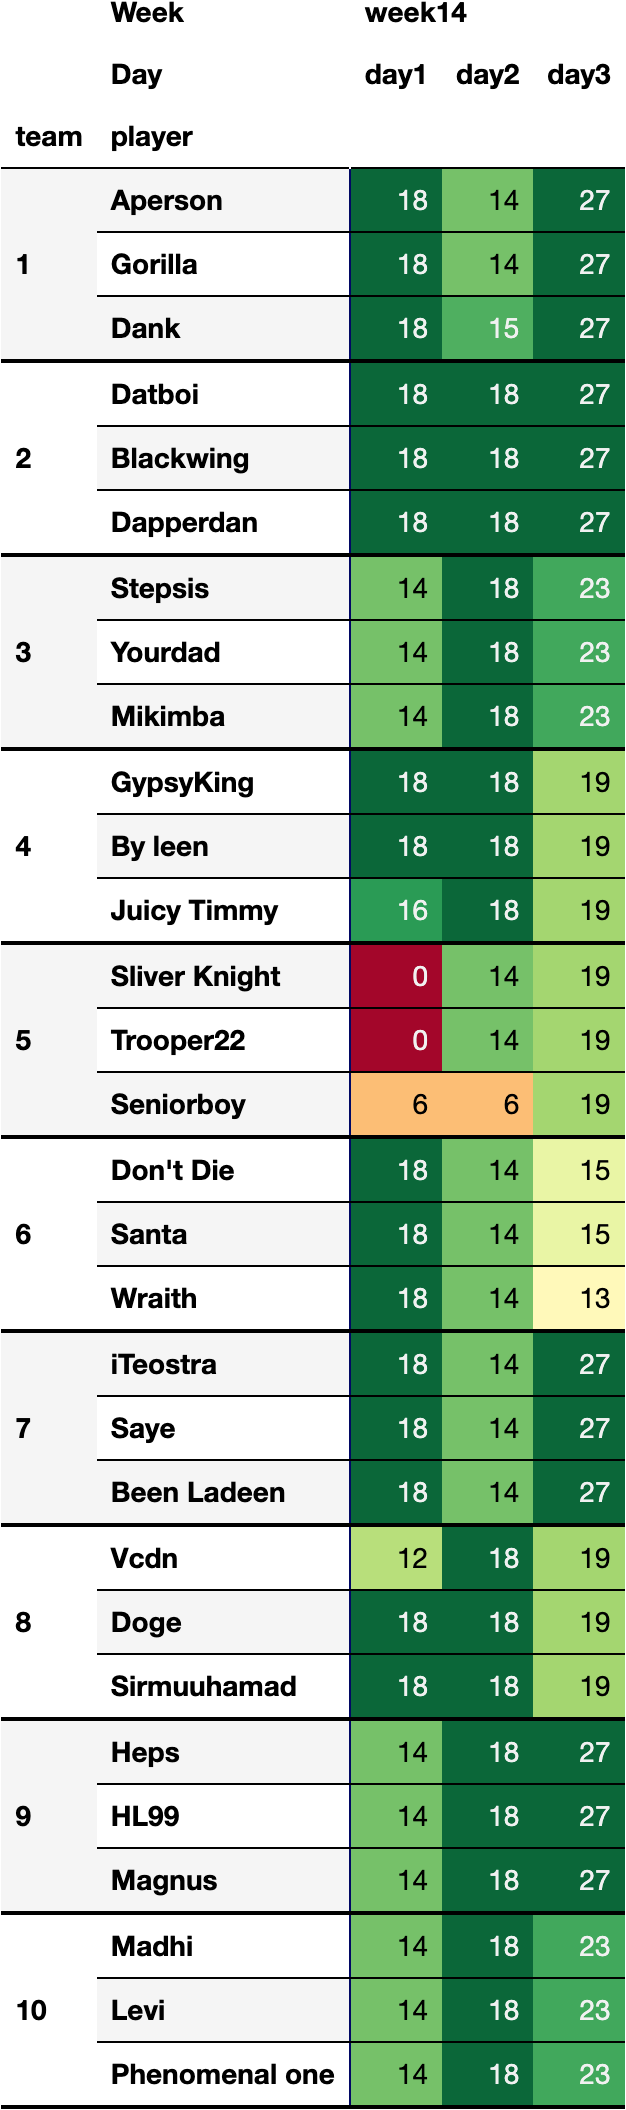 Week week14
Day day1 day2 day3
team player
Aperson 18 14 27
1 Gorilla 18 14 27
Dank 18 15 27
Datboi 18 18 27
2 Blackwing 18 18 27
Dapperdan 18 18 27
Stepsis 14 18 23
3 Yourdad 14 18 23
Mikimba 14 18 23
GypsyKing 18 18 19
4 By leen 18 18 19
Juicy Timmy 16 18 19
Sliver Knight 0 14 19
5 Trooper22 0 14 19
Seniorboy 6 6 19
Don't Die 18 14 15
6 Santa 18 14 15
Wraith 18 14 13
iTeostra 18 14 27
7 Saye 18 14 27
Been Ladeen 18 14 27
Vcdn 12 18 19
8 Doge 18 18 19
Sirmuuhamad 18 18 19
Heps 14 18 27
9 HL99 14 18 27
Magnus 14 18 27
Madhi 14 18 23
10 Levi 14 18 23
Phenomenal one 14 18 23